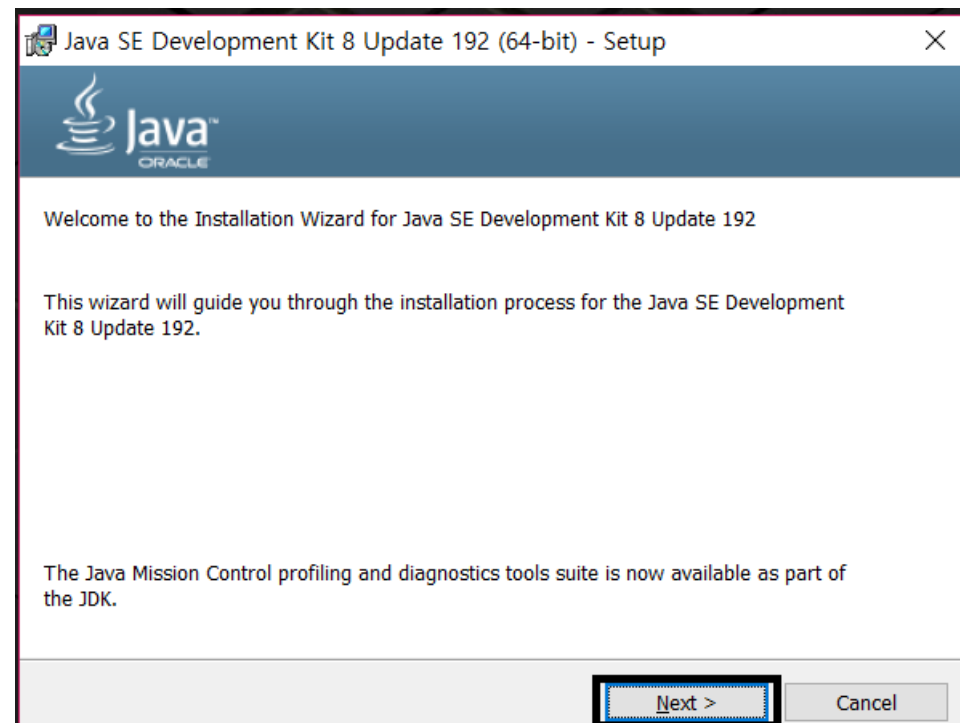 Java SE Development Kit 8 Update 192 (64-bit) - Setup
Java™
ORACLE
Welcome to the Installation Wizard for Java SE Development Kit 8 Update 192
This wizard will guide you through the installation process for the Java SE Development
Kit 8 Update 192.
The Java Mission Control profiling and diagnostics tools suite is now available as part of
the JDK.
Next > Cancel